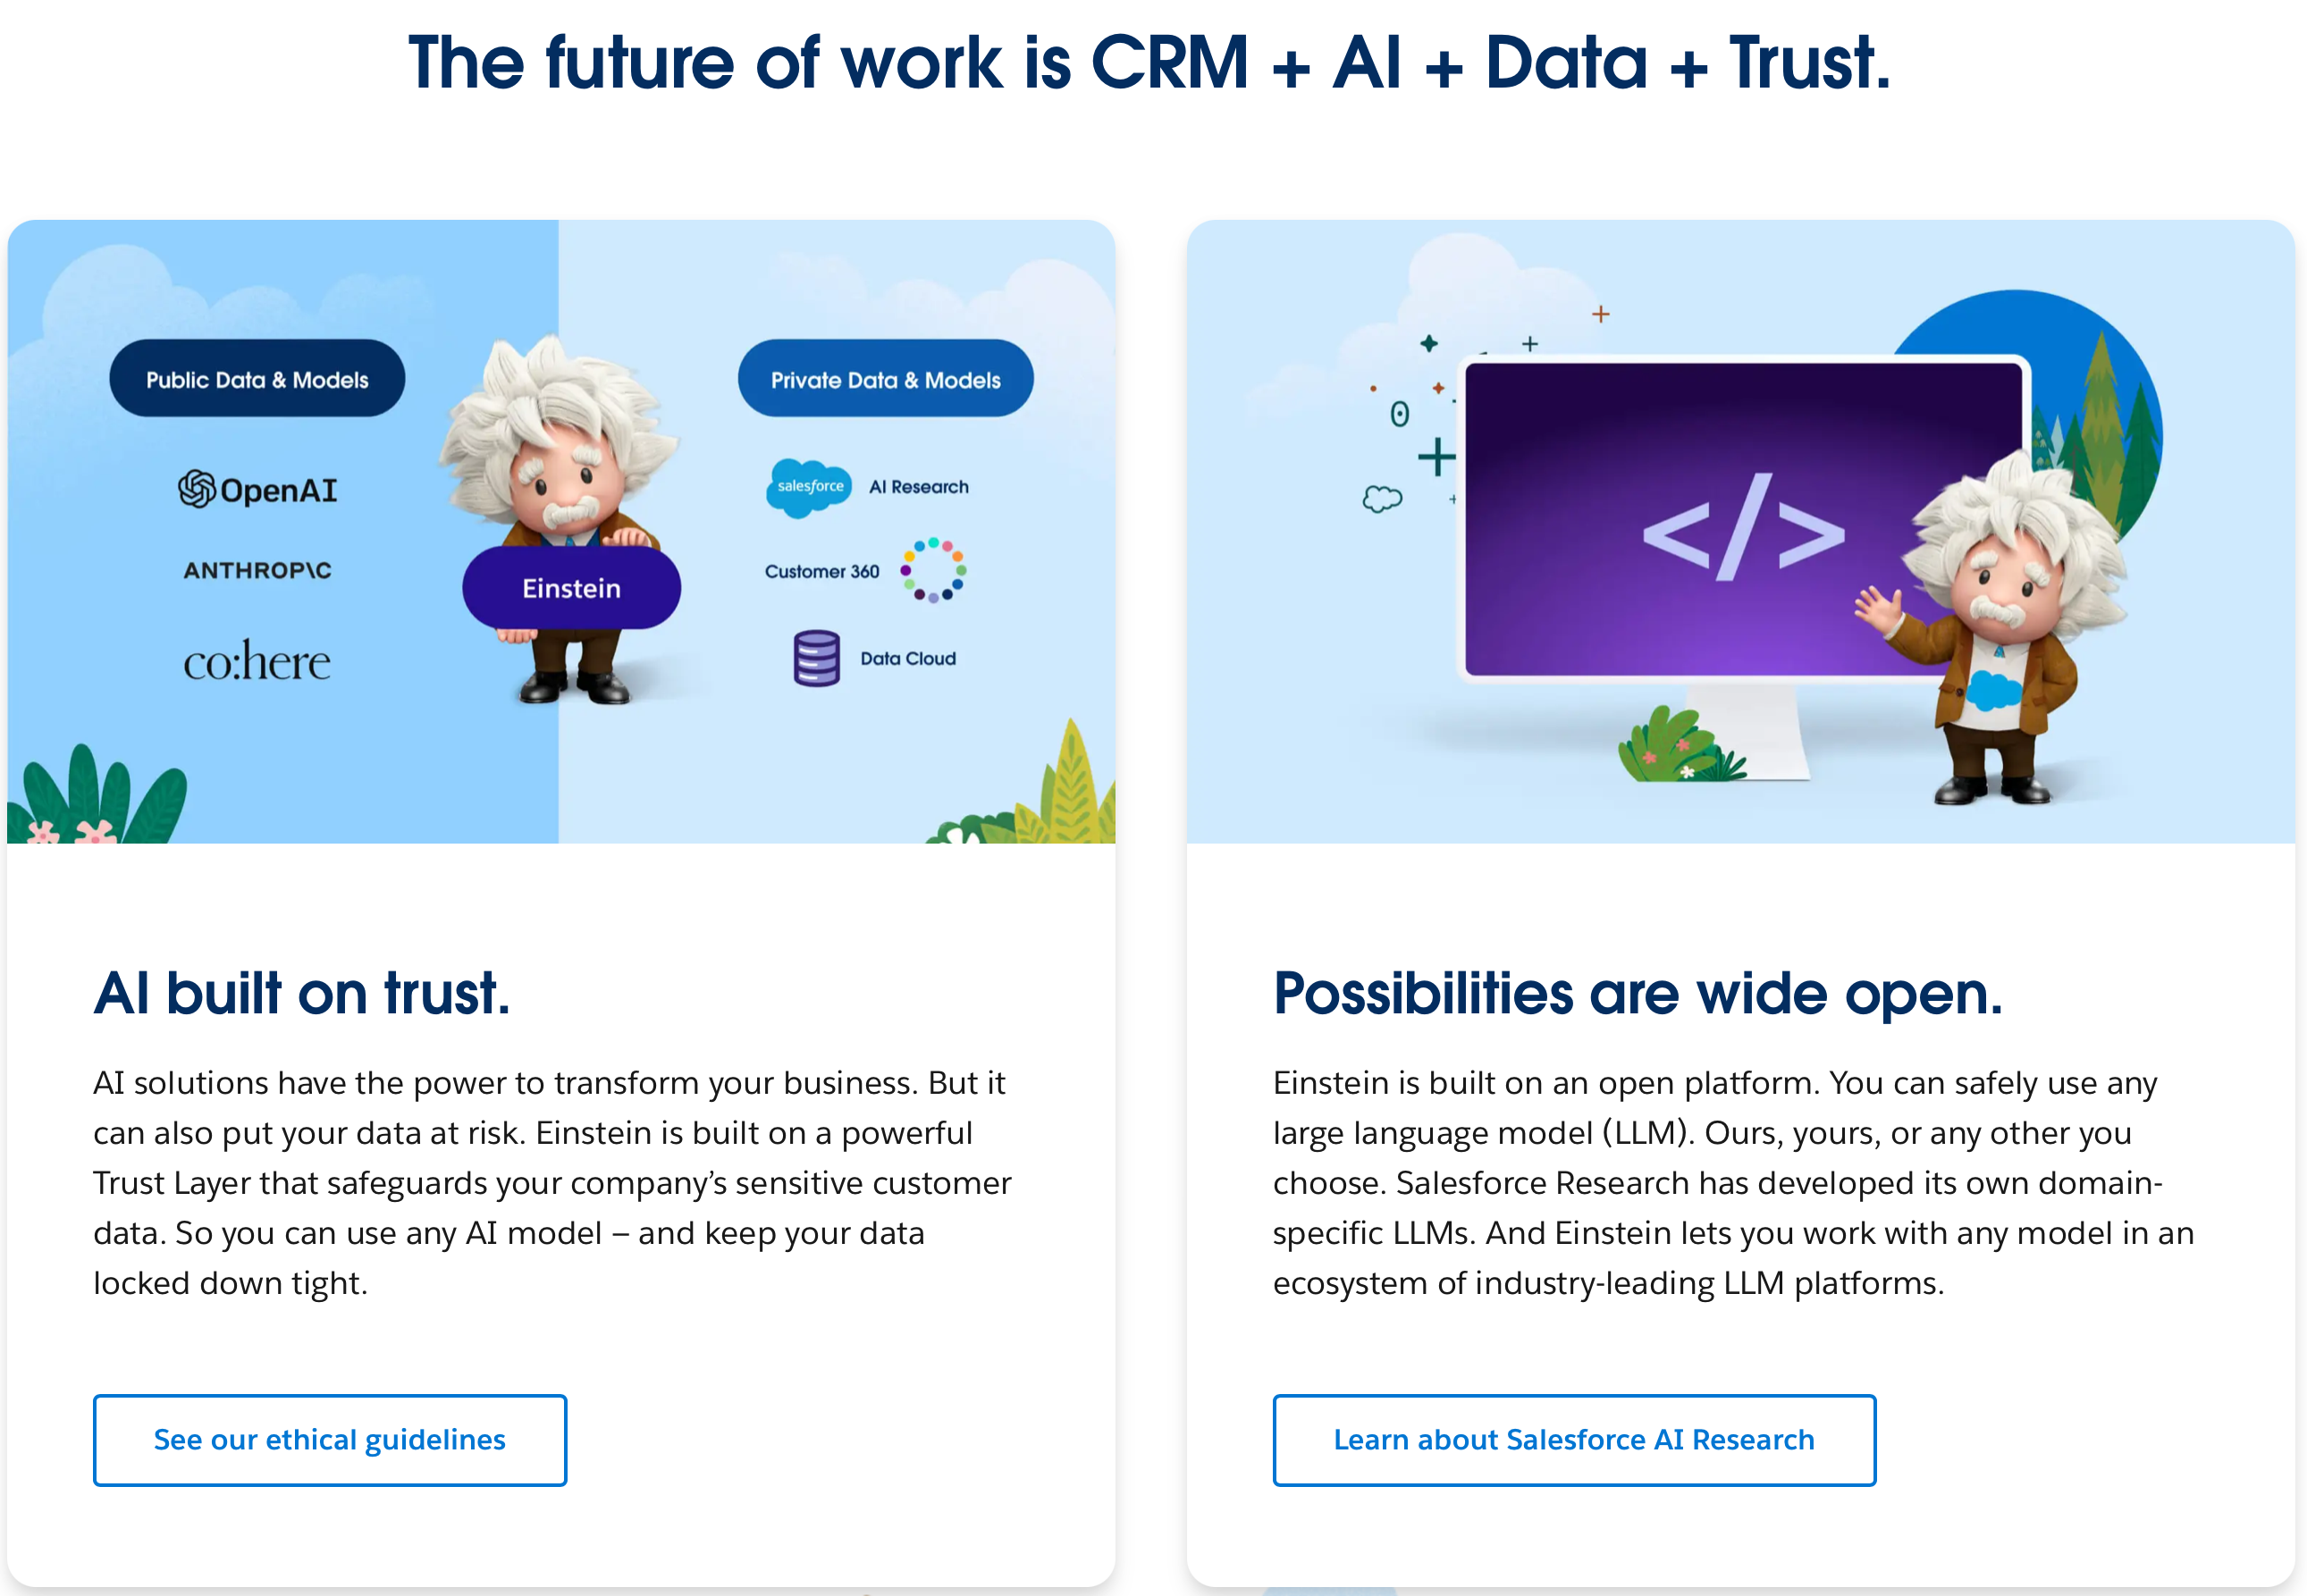 The future of work is CRM + AI + Data + Trust.
Public Data & Models
OpenAI
ANTHROP\C
co:here
Einstein
Private Data & Models
salesforce AI Research
Customer 360
Data Cloud
</>
AI built on trust.
AI solutions have the power to transform your business. But it
can also put your data at risk. Einstein is built on a powerful
Trust Layer that safeguards your company’s sensitive customer
data. So you can use any AI model – and keep your data
locked down tight.
See our ethical guidelines
Possibilities are wide open.
Einstein is built on an open platform. You can safely use any
large language model (LLM). Ours, yours, or any other you
choose. Salesforce Research has developed its own domain-
specific LLMs. And Einstein lets you work with any model in an
ecosystem of industry-leading LLM platforms.
Learn about Salesforce AI Research